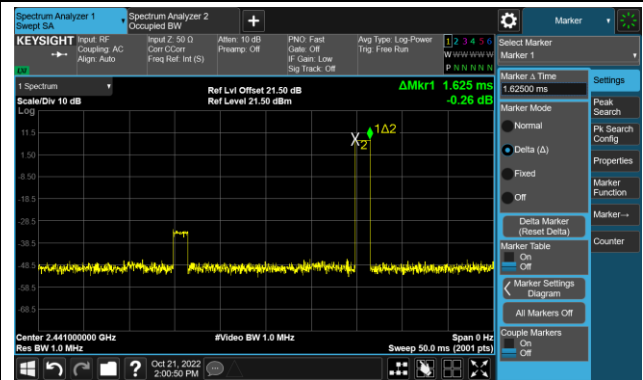 Spectrum Analyzer 1
Swept SA
Spectrum Analyzer 2
Occupied BW
Marker
KEYSIGHT
Input: RF
Coupling: AC
Align: Auto
Input Z: 50 Ω
Corr CCorr
Freq Ref: Int (S)
Atten: 10 dB
Preamp: Off
PNO: Fast
Gate: Off
IF Gain: Low
Sig Track: Off
Avg Type: Log-Power
Trig: Free Run
1 2 3 4 5 6
W W W W W W
P N N N N N
LW
Select Marker
Marker 1
1 Spectrum
Scale/Div 10 dB
Log
Ref Lvl Offset 21.50 dB
Ref Level 21.50 dBm
ΔMkr1 1.625 ms
-0.26 dB
11.5
1.50
-8.50
-18.5
-28.5
-38.5
-48.5
-58.5
-68.5
X2
1Δ2
Center 2.441000000 GHz
Res BW 1.0 MHz
#Video BW 1.0 MHz
Span 0 Hz
Sweep 50.0 ms (2001 pts)
Marker Δ Time
1.62500 ms
Marker Mode
Normal
Delta (Δ)
Fixed
Off
Delta Marker
(Reset Delta)
Marker Table
On
Off
Marker Settings
Diagram
All Markers Off
Couple Markers
On
Off
Settings
Peak
Search
Pk Search
Config
Properties
Marker
Function
Marker→
Counter
?
Oct 21, 2022
2:00:50 PM